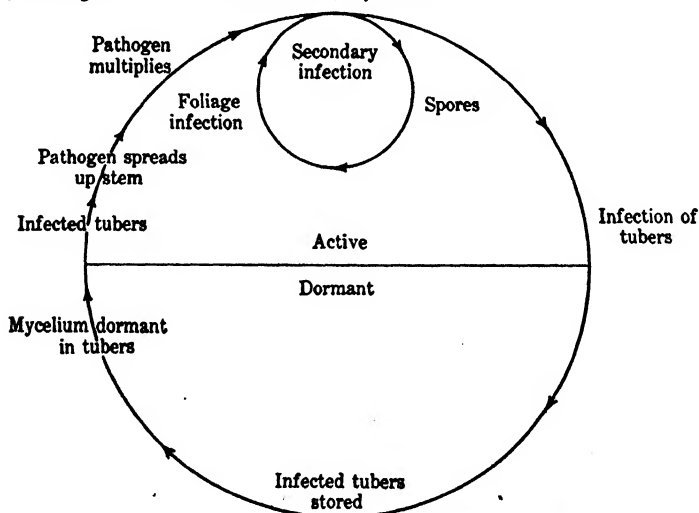 Pathogen
multiplies
Secondary
infection
Foliage
infection
Spores
Pathogen spreads
up stem
Infected tubers
Infection of
tubers
Active
Dormant
Mycelium dormant
in tubers
Infected tubers
stored